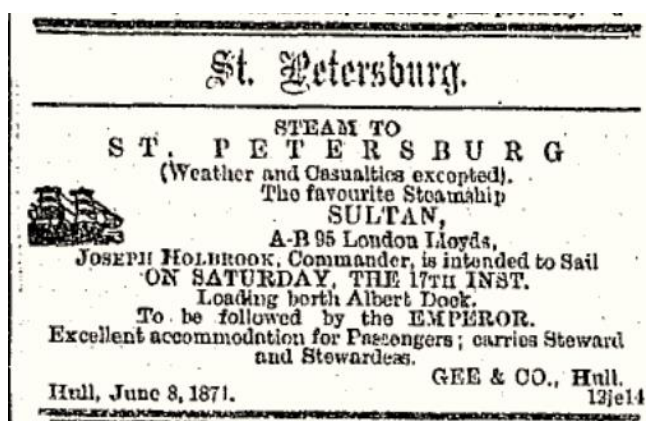 St. Petersburg.
STEAM TO
ST. PETERSBURG
(Weather and Casualties excepted).
The favourite Steamship
SULTAN,
A-R 95 London Lloyds,
JOSEPH HOLBROOK, Commander, is intended to Sail
ON SATURDAY, THE 17TH INST.
Loading berth Albert Dock.
To be followed by the EMPEROR.
Excellent accommodation for Passengers; carries Steward
and Stewardess.
GEE & CO., Hull.
Hull, June 8, 1871. 13je14